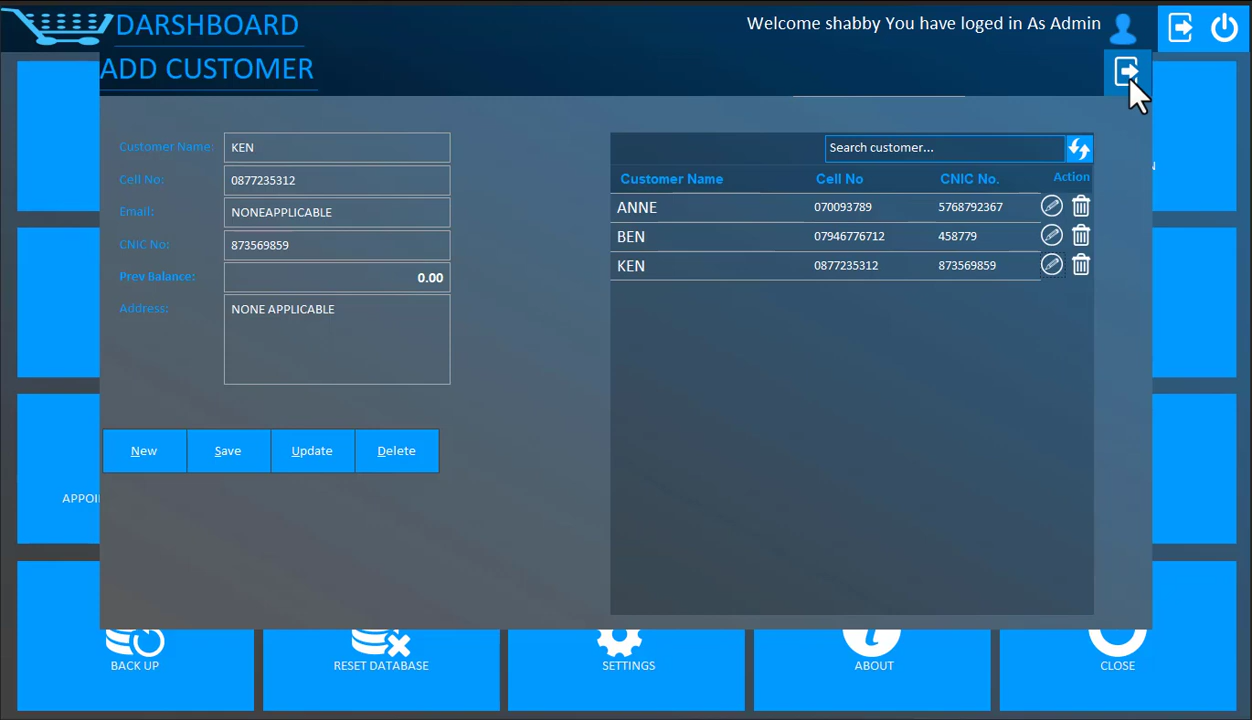 DARSHBOARD
Welcome shabby You have loged in As Admin
ADD CUSTOMER
Customer Name: KEN
Cell No: 0877235312
Email: NONEAPPLICABLE
CNIC No: 873569859
Prev Balance: 0.00
Address: NONE APPLICABLE
New Save Update Delete
Search customer...
Customer Name Cell No CNIC No. Action
ANNE 070093789 5768792367
BEN 07946776712 458779
KEN 0877235312 873569859
BACK UP
RESET DATABASE
SETTINGS
ABOUT
CLOSE